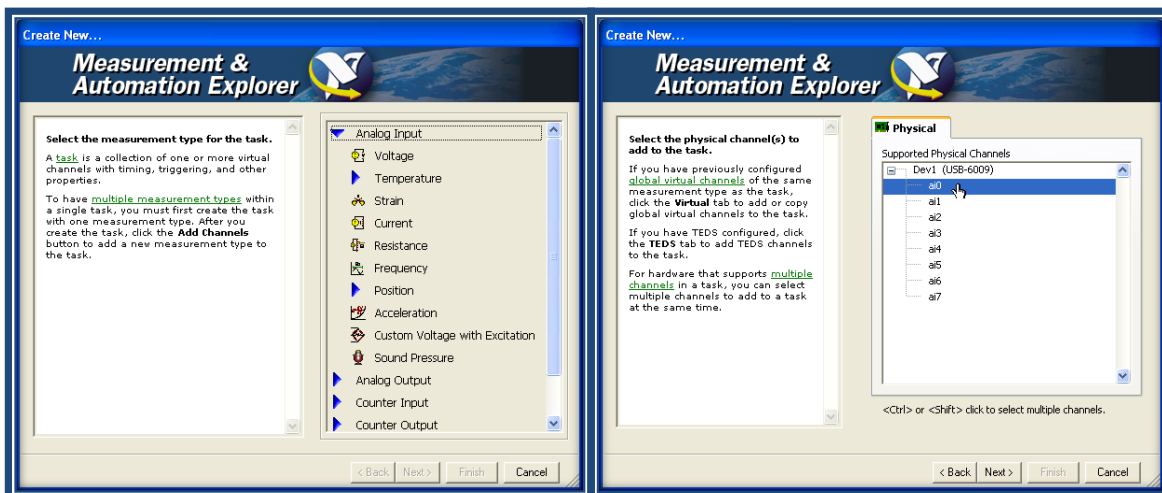 Create New...
Measurement &
Automation Explorer
Select the measurement type for the task.
A task is a collection of one or more virtual
channels with timing, triggering, and other
properties.
To have multiple measurement types within
a single task, you must first create the task
with one measurement type. After you
create the task, click the Add Channels
button to add a new measurement type to
the task.
Analog Input
Voltage
Temperature
Strain
Current
Resistance
Frequency
Position
Acceleration
Custom Voltage with Excitation
Sound Pressure
Analog Output
Counter Input
Counter Output
< Back
Next >
Finish
Cancel
Create New...
Measurement &
Automation Explorer
Select the physical channel(s) to
add to the task.
If you have previously configured
global virtual channels of the same
measurement type as the task,
click the Virtual tab to add or copy
global virtual channels to the task.
If you have TEDS configured, click
the TEDS tab to add TEDS channels
to the task.
For hardware that supports multiple
channels in a task, you can select
multiple channels to add to a task
at the same time.
Physical
Supported Physical Channels
Dev1 (USB-6009)
ai0
ai1
ai2
ai3
ai4
ai5
ai6
ai7
<Ctrl> or <Shift> click to select multiple channels.
< Back
Next >
Finish
Cancel